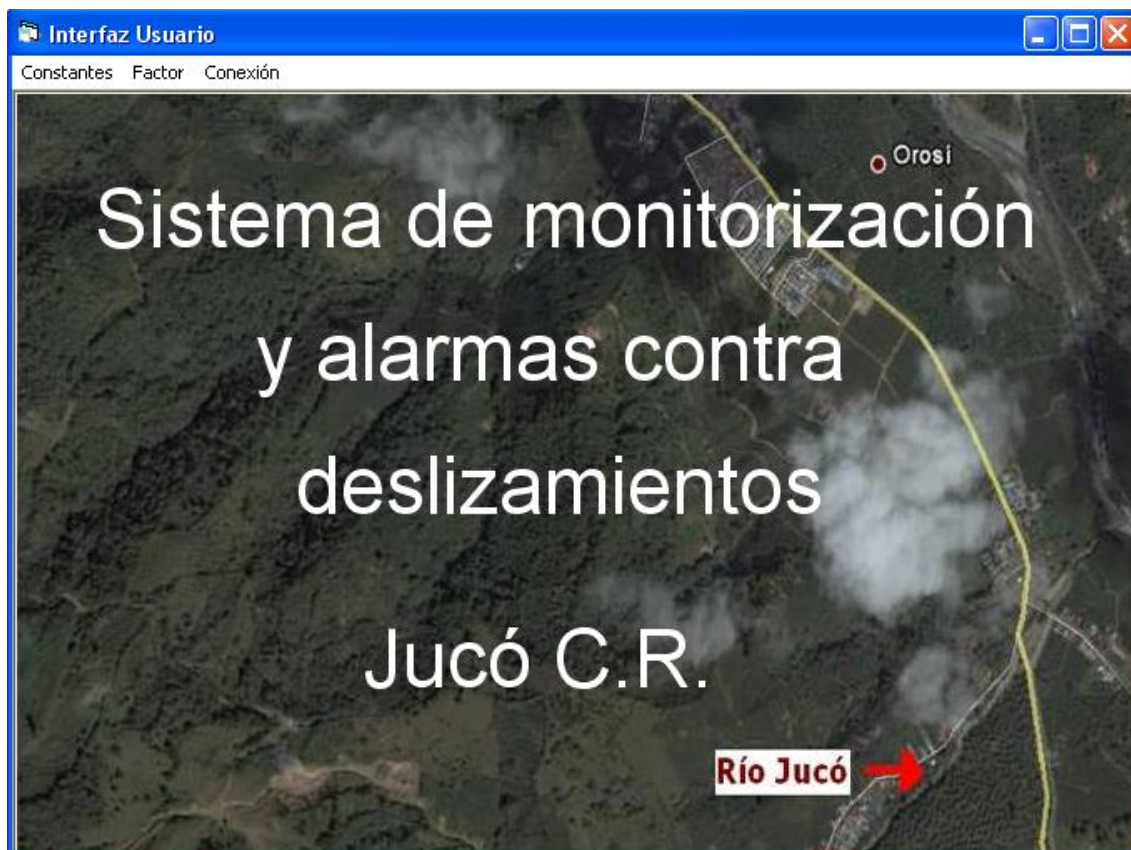 Interfaz Usuario
Constantes Factor Conexión
Orosi
Sistema de monitorización
y alarmas contra
deslizamientos
Jucó C.R.
Río Jucó